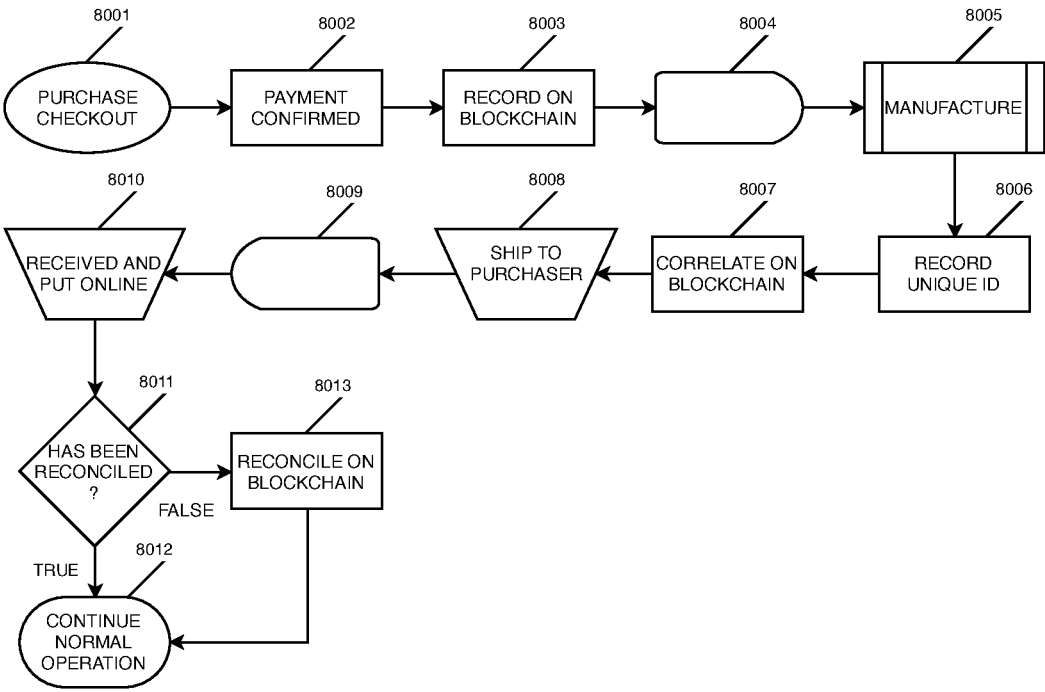 8001
8002
8003
8004
8005
PURCHASE
CHECKOUT
PAYMENT
CONFIRMED
RECORD ON
BLOCKCHAIN
MANUFACTURE
8010
8009
8008
8007
8006
RECEIVED AND
PUT ONLINE
SHIP TO
PURCHASER
CORRELATE ON
BLOCKCHAIN
RECORD
UNIQUE ID
8011
8013
HAS BEEN
RECONCILED
?
RECONCILE ON
BLOCKCHAIN
FALSE
TRUE
8012
CONTINUE
NORMAL
OPERATION